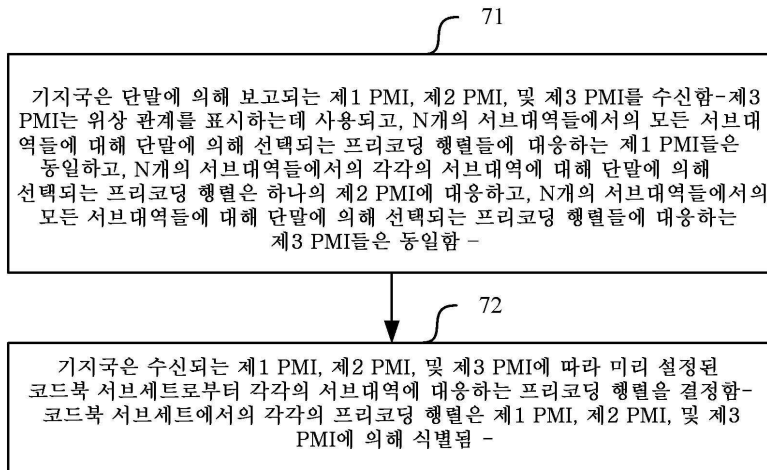 71
기지국은 단말에 의해 보고되는 제1 PMI, 제2 PMI, 및 제3 PMI를 수신함-제3
PMI는 위상 관계를 표시하는데 사용되고, N개의 서브대역들에서의 모든 서브대
역들에 대해 단말에 의해 선택되는 프리코딩 행렬들에 대응하는 제1 PMI들은
동일하고, N개의 서브대역들에서의 각각의 서브대역에 대해 단말에 의해
선택되는 프리코딩 행렬은 하나의 제2 PMI에 대응하고, N개의 서브대역들에서의
모든 서브대역들에 대해 단말에 의해 선택되는 프리코딩 행렬들에 대응하는
제3 PMI들은 동일함 -
72
기지국은 수신되는 제1 PMI, 제2 PMI, 및 제3 PMI에 따라 미리 설정된
코드북 서브세트로부터 각각의 서브대역에 대응하는 프리코딩 행렬을 결정함-
코드북 서브세트에서의 각각의 프리코딩 행렬은 제1 PMI, 제2 PMI, 및 제3
PMI에 의해 식별됨 -